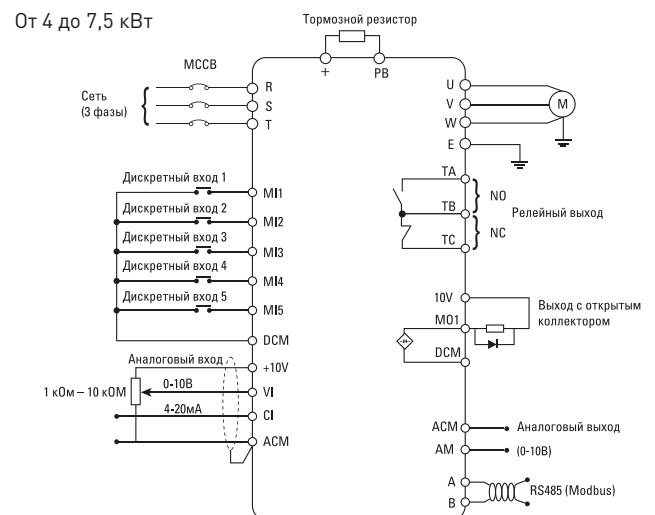 От 4 до 7,5 кВт
Тормозной резистор
+
PB
МССВ
Сеть
(3 фазы)
R
S
T
U
V
W
E
M
Дискретный вход 1
MI1
Дискретный вход 2
MI2
Дискретный вход 3
MI3
Дискретный вход 4
MI4
Дискретный вход 5
MI5
DCM
TA
TB
TC
NO
NC
Релейный выход
10V
MO1
DCM
Выход с открытым
коллектором
Аналоговый вход
+10V
1 кОм – 10 кОМ
0-10В
VI
4-20мА
CI
ACM
ACM
Аналоговый выход
AM
(0-10В)
A
B
RS485 (Modbus)